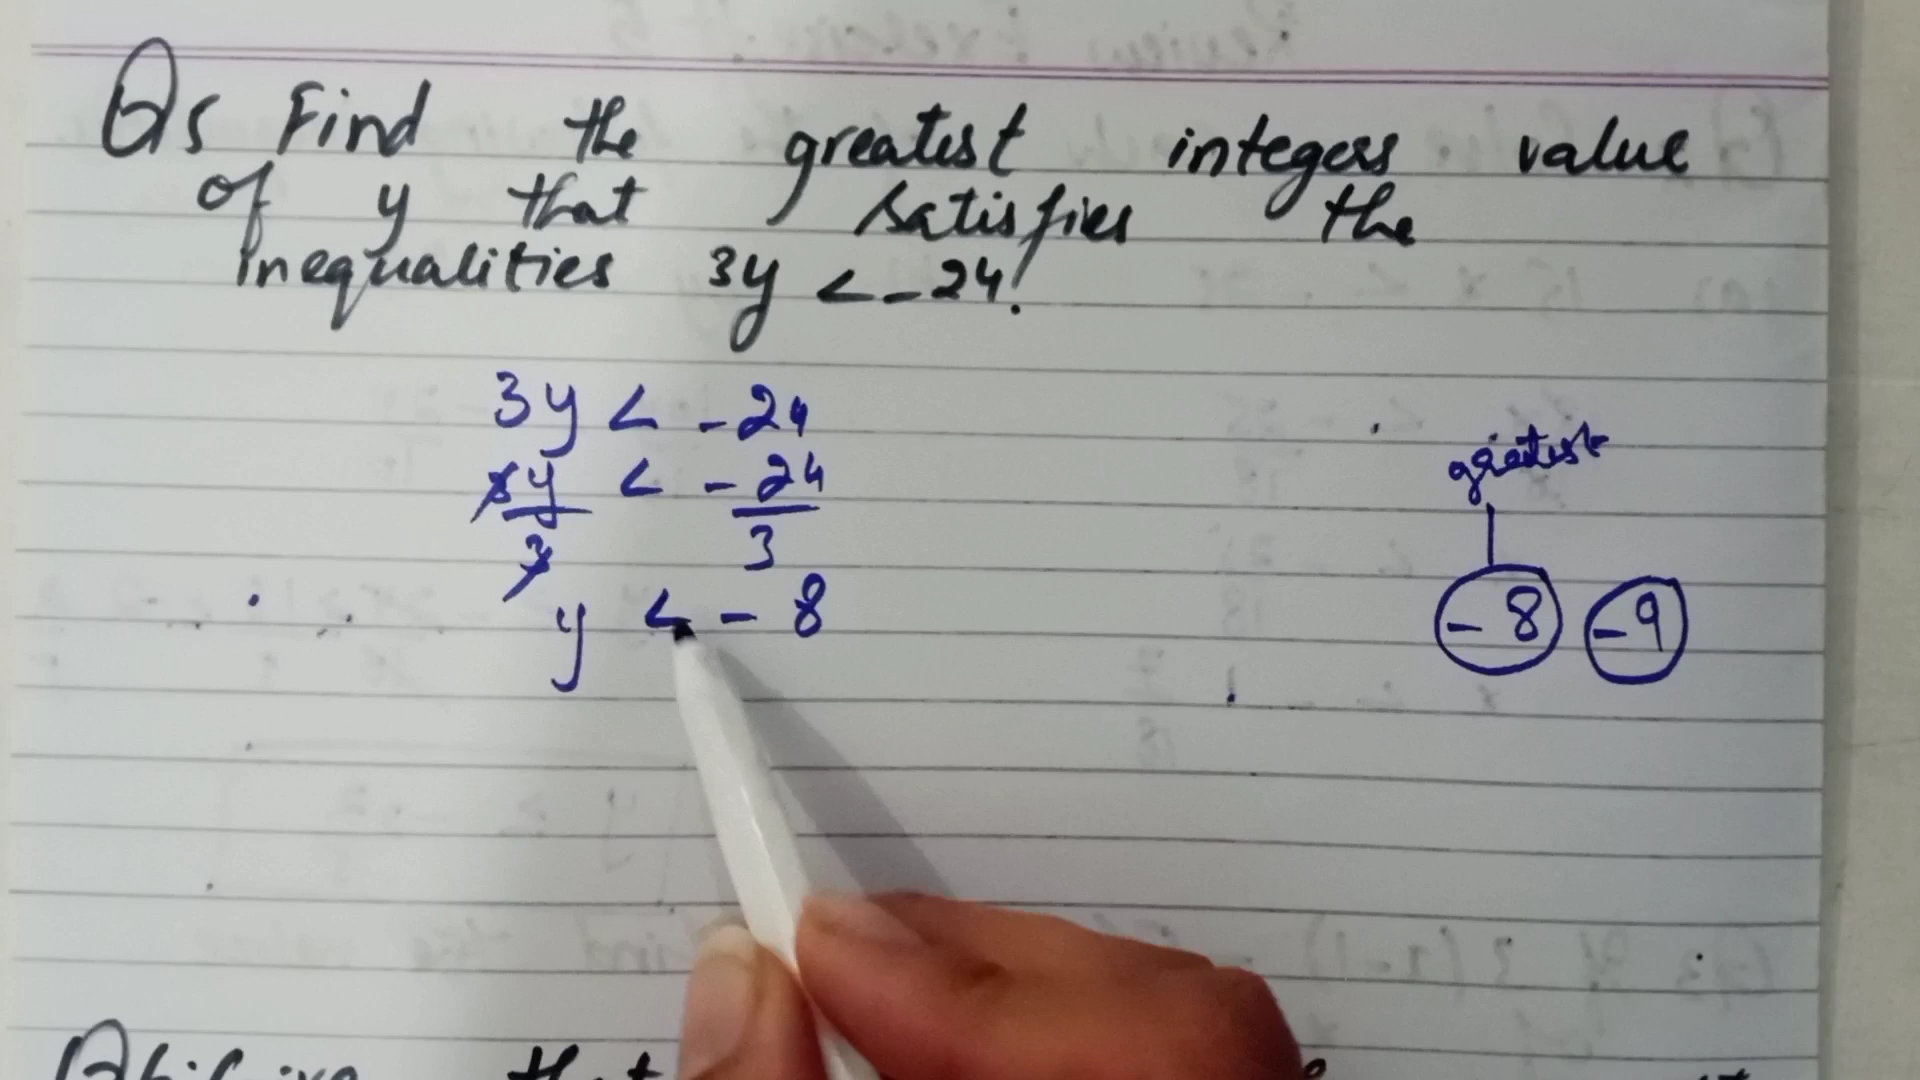 Q5 Find the greatest integers value
of y that satisfies the
inequalities 3y < -24!
3y < -24
3y < -24
3 3
y < -8
greatest
-8 -9
that